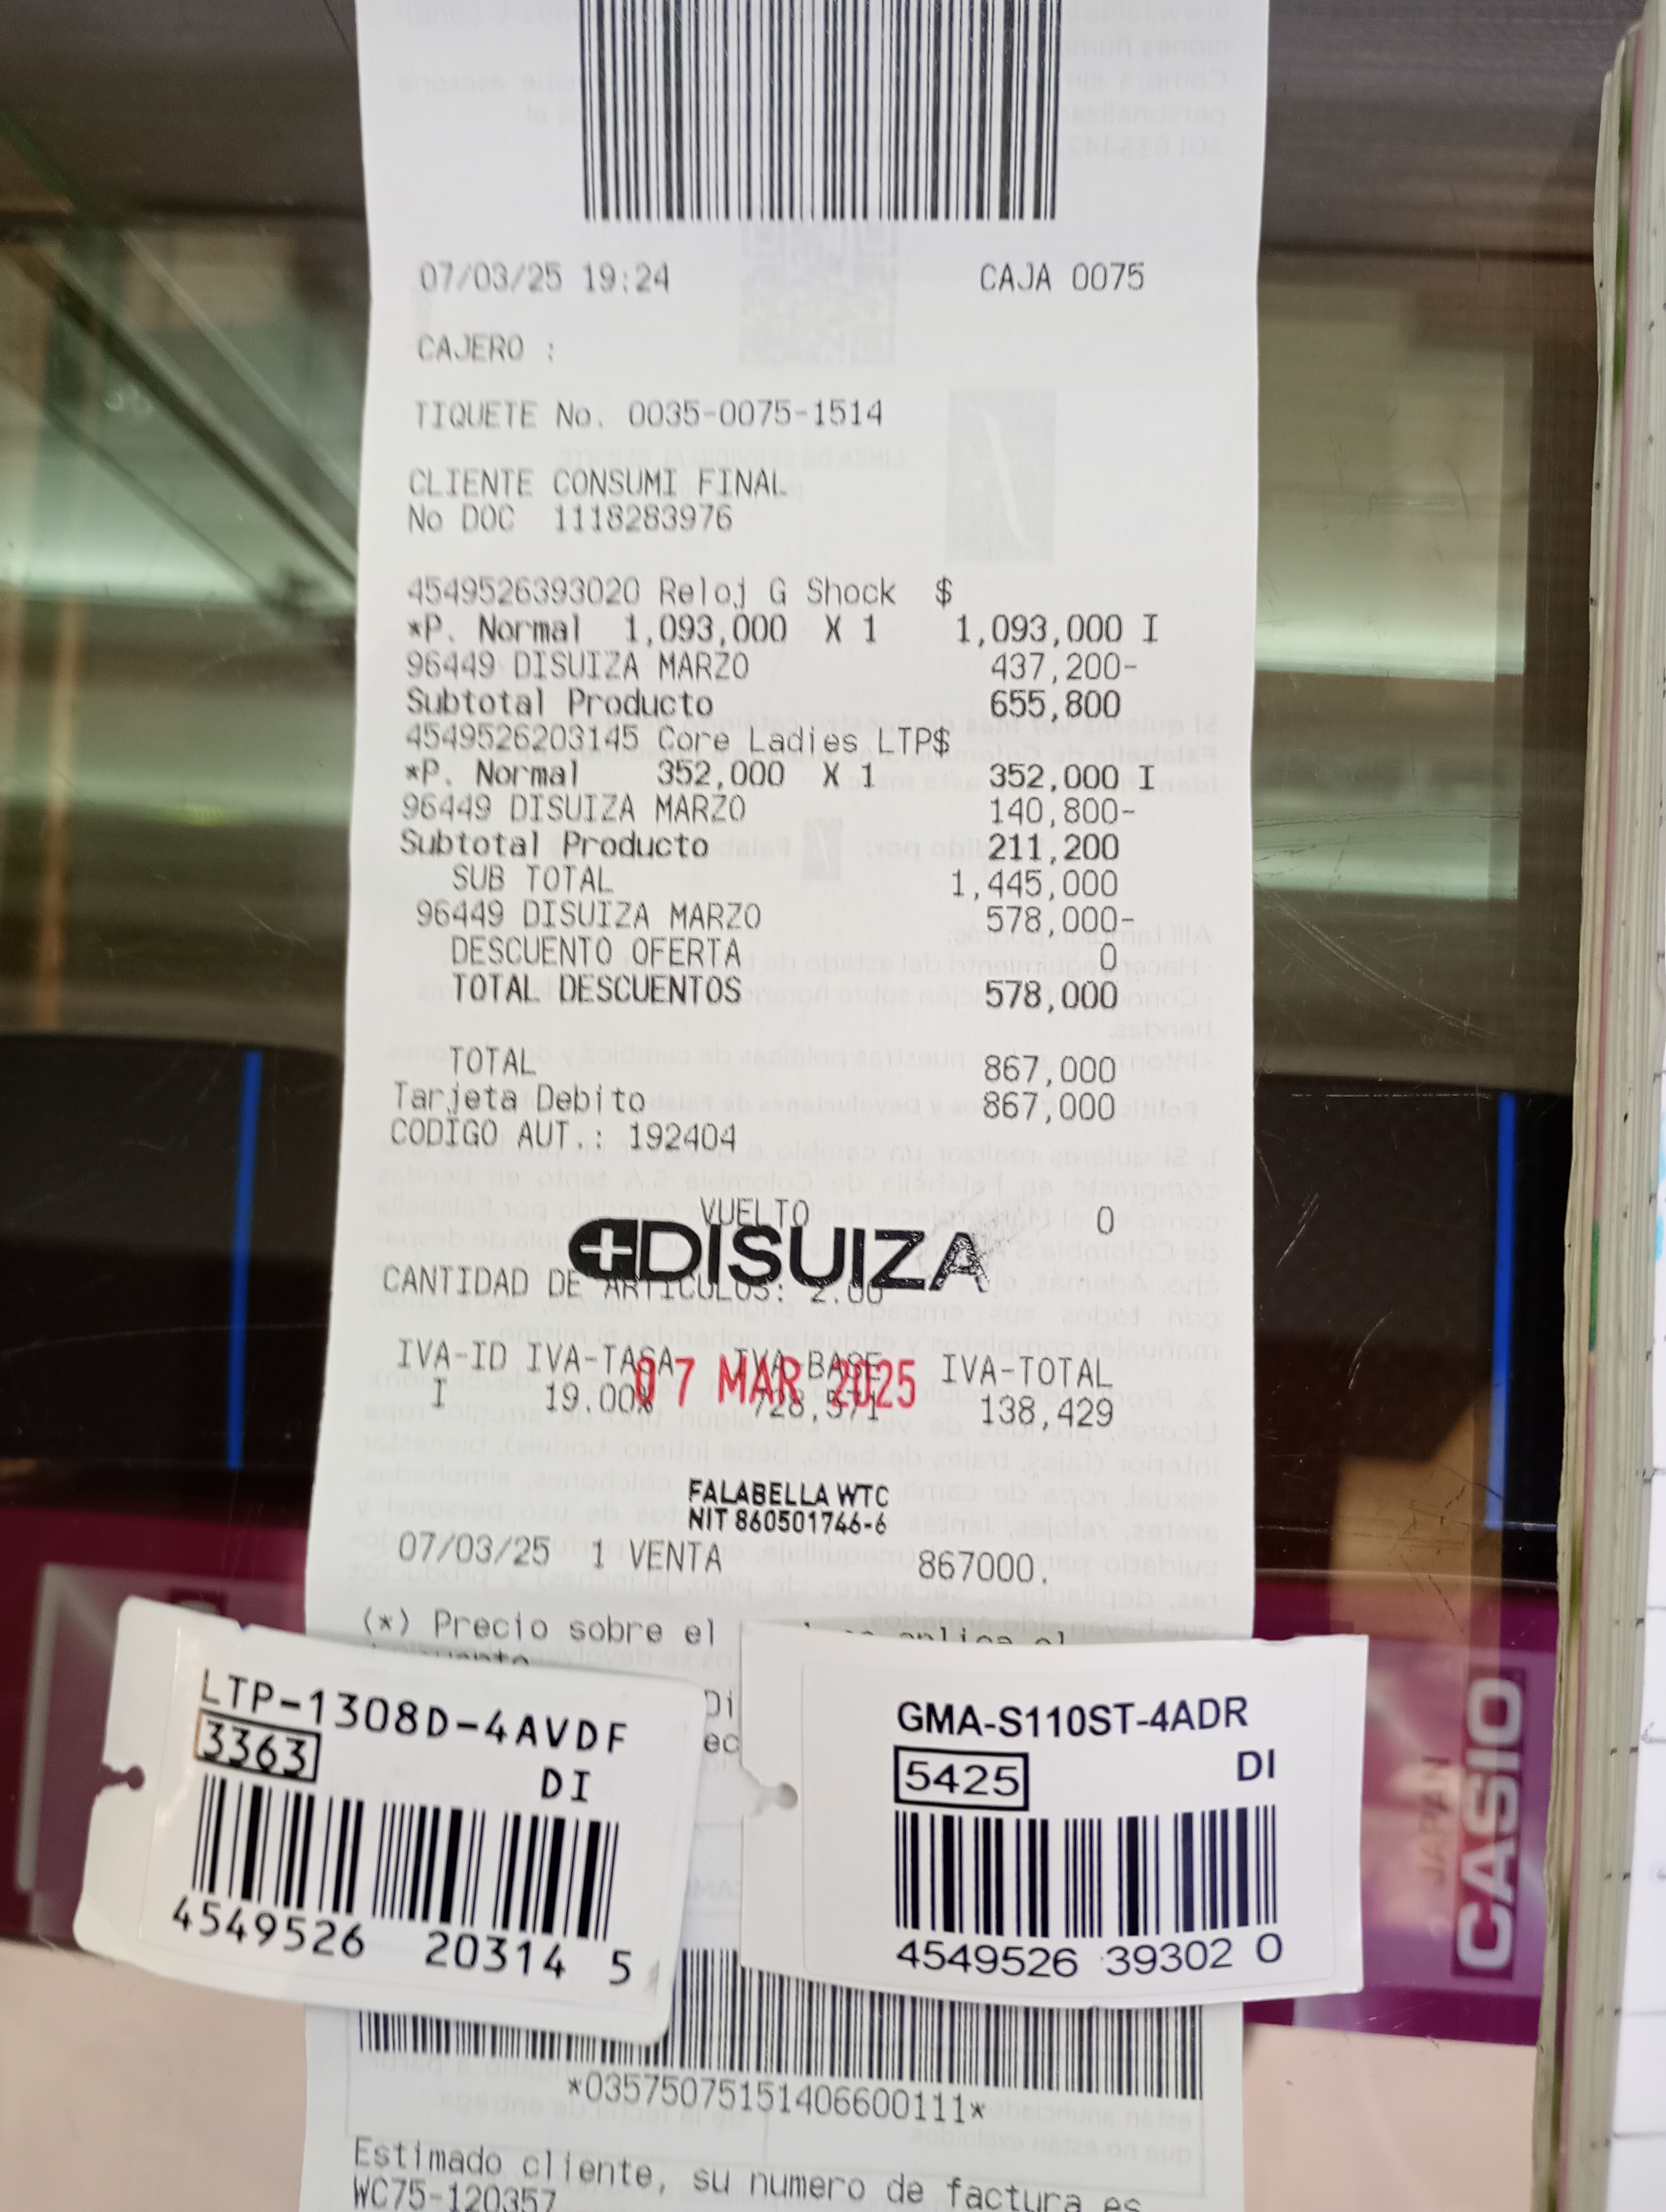 07/03/25 19:24 CAJA 0075
CAJERO :
TIQUETE No. 0035-0075-1514
CLIENTE CONSUMI FINAL
No DOC 1118283976
4549526393020 Reloj G Shock $
*P. Normal 1,093,000 X 1 1,093,000 I
96449 DISUIZA MARZO 437,200-
Subtotal Producto 655,800
4549526203145 Core Ladies LTP$
*P. Normal 352,000 X 1 352,000 I
96449 DISUIZA MARZO 140,800-
Subtotal Producto 211,200
SUB TOTAL 1,445,000
96449 DISUIZA MARZO 578,000-
DESCUENTO OFERTA 0
TOTAL DESCUENTOS 578,000
TOTAL 867,000
Tarjeta Debito 867,000
CODIGO AUT.: 192404
VUELTO 0
DISUIZA
CANTIDAD DE ARTICULOS: 2.00
IVA-ID IVA-TASA IVA-BASE IVA-TOTAL
07 MAR 2025
I 19.00% 728,571 138,429
FALABELLA WTC
NIT 860501746-6
07/03/25 1 VENTA 867000.
(*) Precio sobre el aplica el
LTP-1308D-4AVDF
3363
DI
4549526 20314 5
GMA-S110ST-4ADR
5425 DI
4549526 39302 0
JAPAN
CASIO
*03575075151406600111*
Estimado cliente, su numero de factura es
WC75-120357